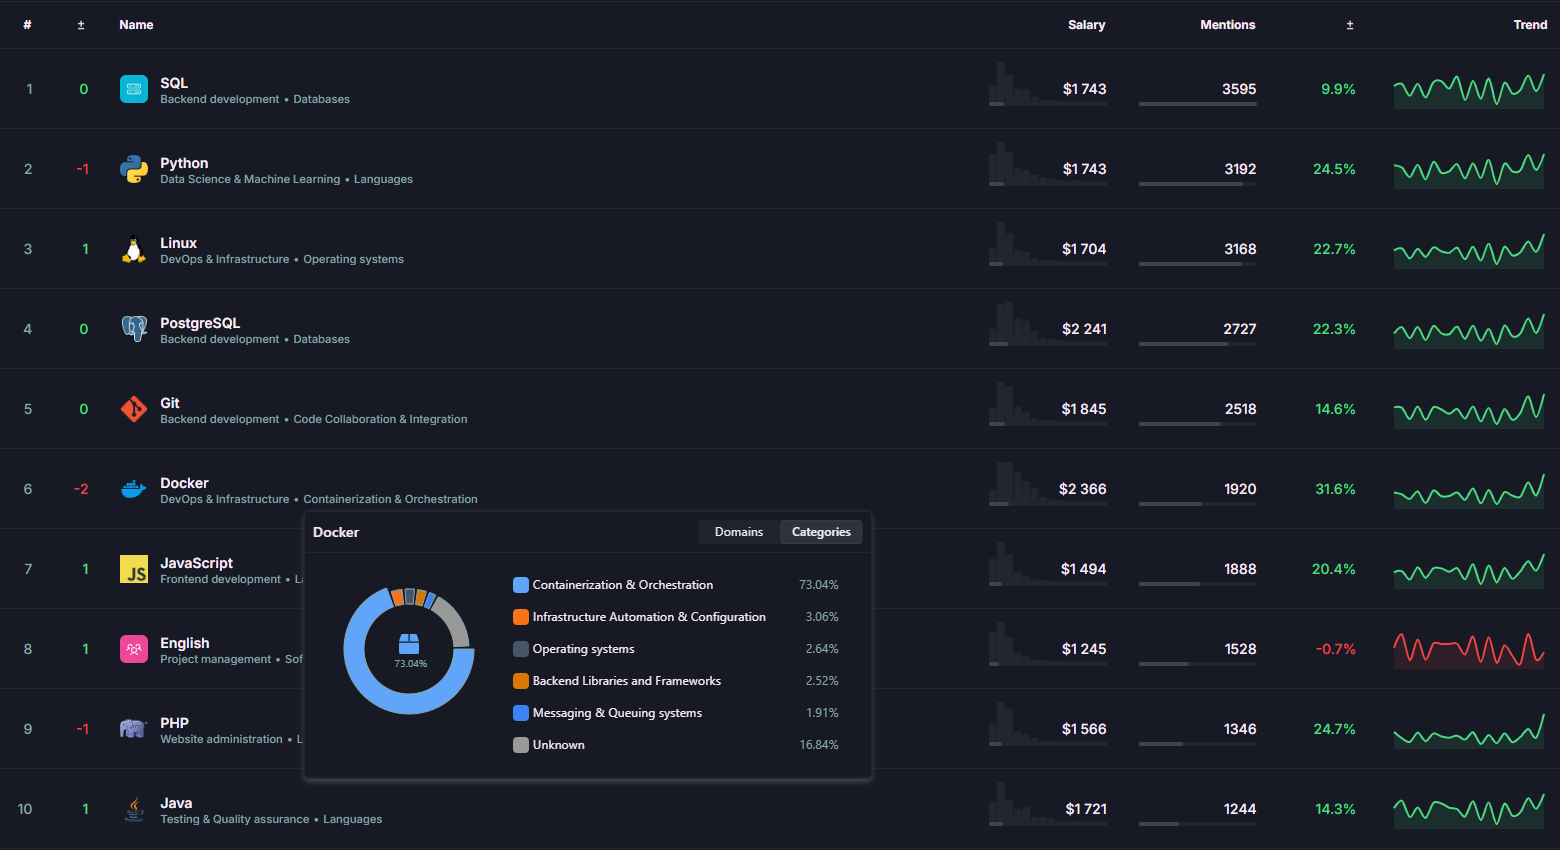 # ± Name Salary Mentions ± Trend
1 0 SQL $1 743 3595 9.9%
Backend development • Databases
2 -1 Python $1 743 3192 24.5%
Data Science & Machine Learning • Languages
3 1 Linux $1 704 3168 22.7%
DevOps & Infrastructure • Operating systems
4 0 PostgreSQL $2 241 2727 22.3%
Backend development • Databases
5 0 Git $1 845 2518 14.6%
Backend development • Code Collaboration & Integration
6 -2 Docker $2 366 1920 31.6%
DevOps & Infrastructure • Containerization & Orchestration
Docker Domains Categories
73.04%
Containerization & Orchestration 73.04%
Infrastructure Automation & Configuration 3.06%
Operating systems 2.64%
Backend Libraries and Frameworks 2.52%
Messaging & Queuing systems 1.91%
Unknown 16.84%
7 1 JS JavaScript $1 494 1888 20.4%
Frontend development •
8 1 English $1 245 1528 -0.7%
Project management • Sof
9 -1 PHP $1 566 1346 24.7%
Website administration • L
10 1 Java $1 721 1244 14.3%
Testing & Quality assurance • Languages